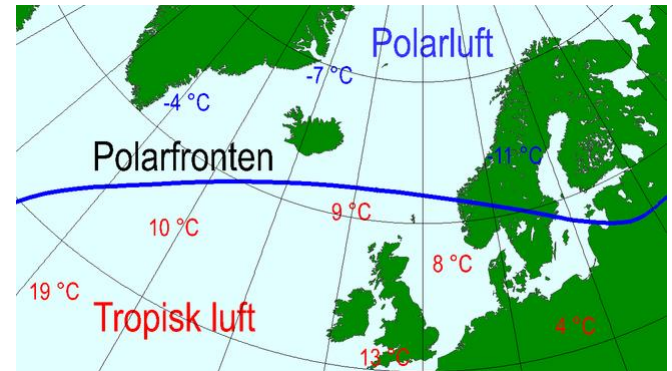 Polarluft
-7 °C
-4 °C
Polarfronten
-11 °C
9 °C
10 °C
8 °C
19 °C
Tropisk luft
4 °C
13 °C